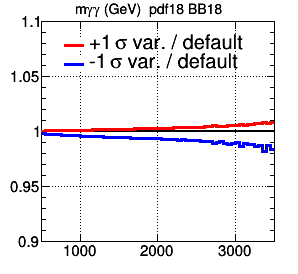 mγγ (GeV) pdf18 BB18
1.1
+1 σ var. / default
-1 σ var. / default
1.05
1
0.95
0.9
1000 2000 3000